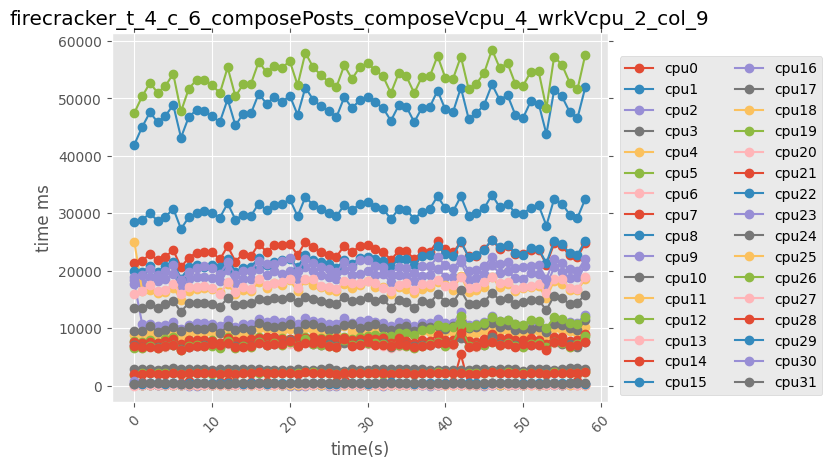 firecracker_t_4_c_6_composePosts_composeVcpu_4_wrkVcpu_2_col_9
60000
50000
40000
30000
20000
10000
0
time ms
0
10
20
30
40
50
60
time(s)
cpu0
cpu1
cpu2
cpu3
cpu4
cpu5
cpu6
cpu7
cpu8
cpu9
cpu10
cpu11
cpu12
cpu13
cpu14
cpu15
cpu16
cpu17
cpu18
cpu19
cpu20
cpu21
cpu22
cpu23
cpu24
cpu25
cpu26
cpu27
cpu28
cpu29
cpu30
cpu31